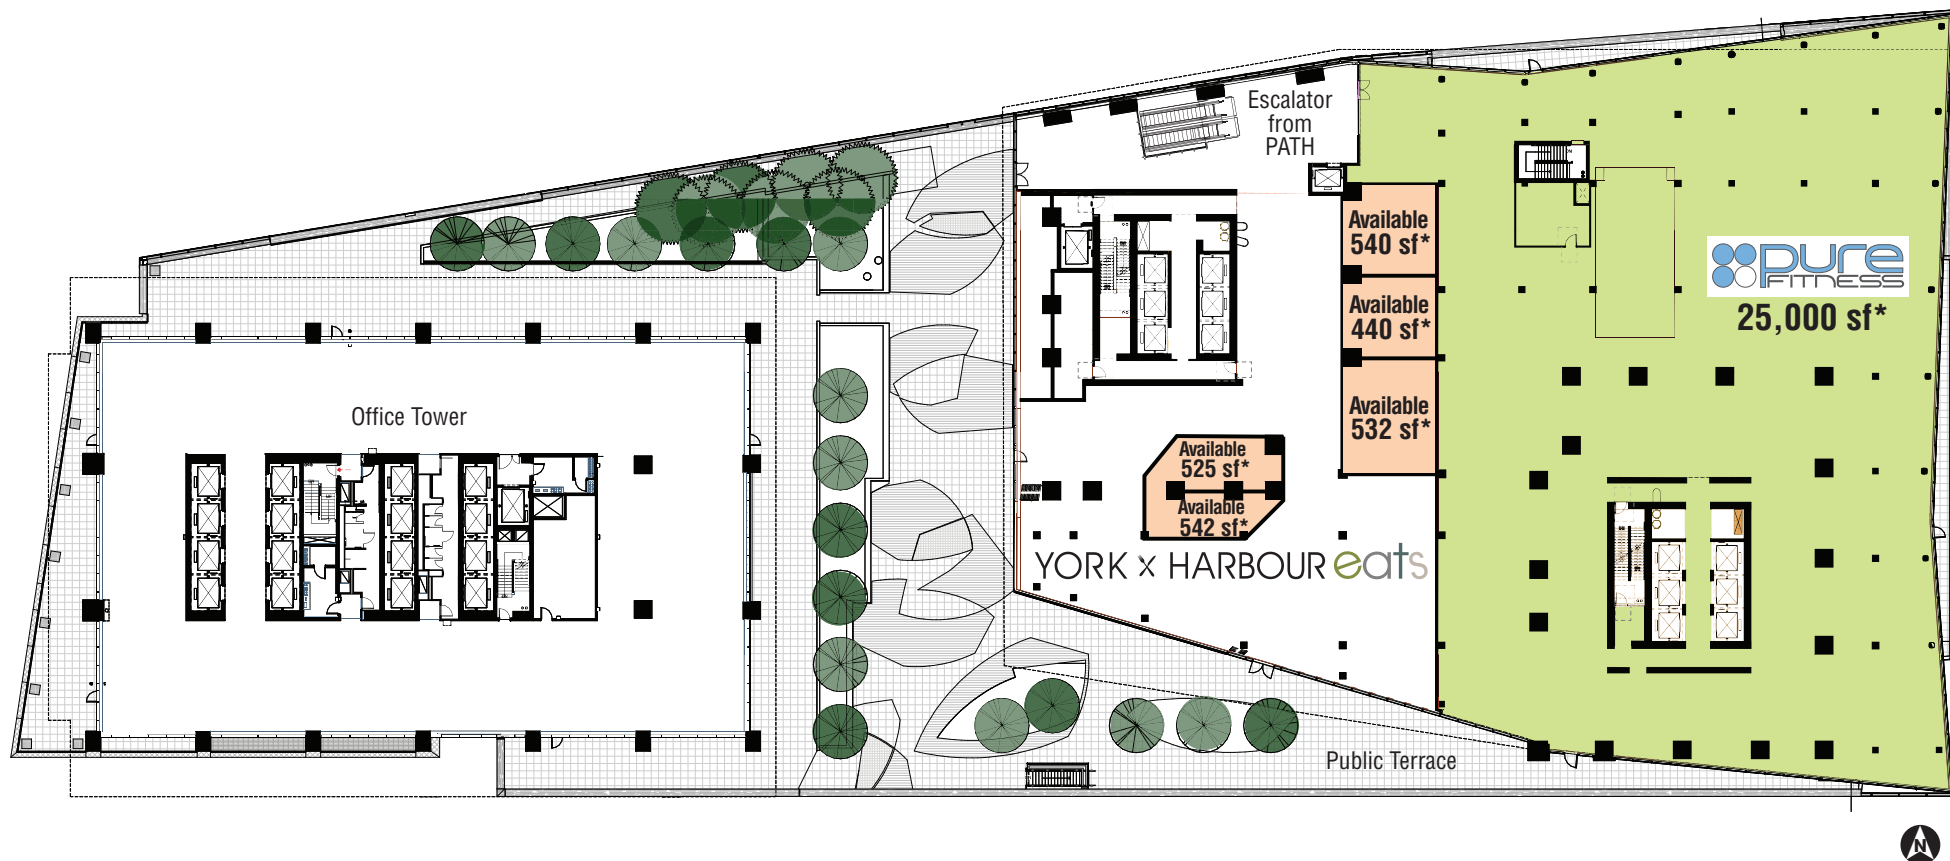 Escalator
from
PATH
Available
540 sf*
Available
440 sf*
Available
532 sf*
pure
FITNESS
25,000 sf*
Office Tower
Available
525 sf*
Available
542 sf*
YORK x HARBOUR eats
Public Terrace
N